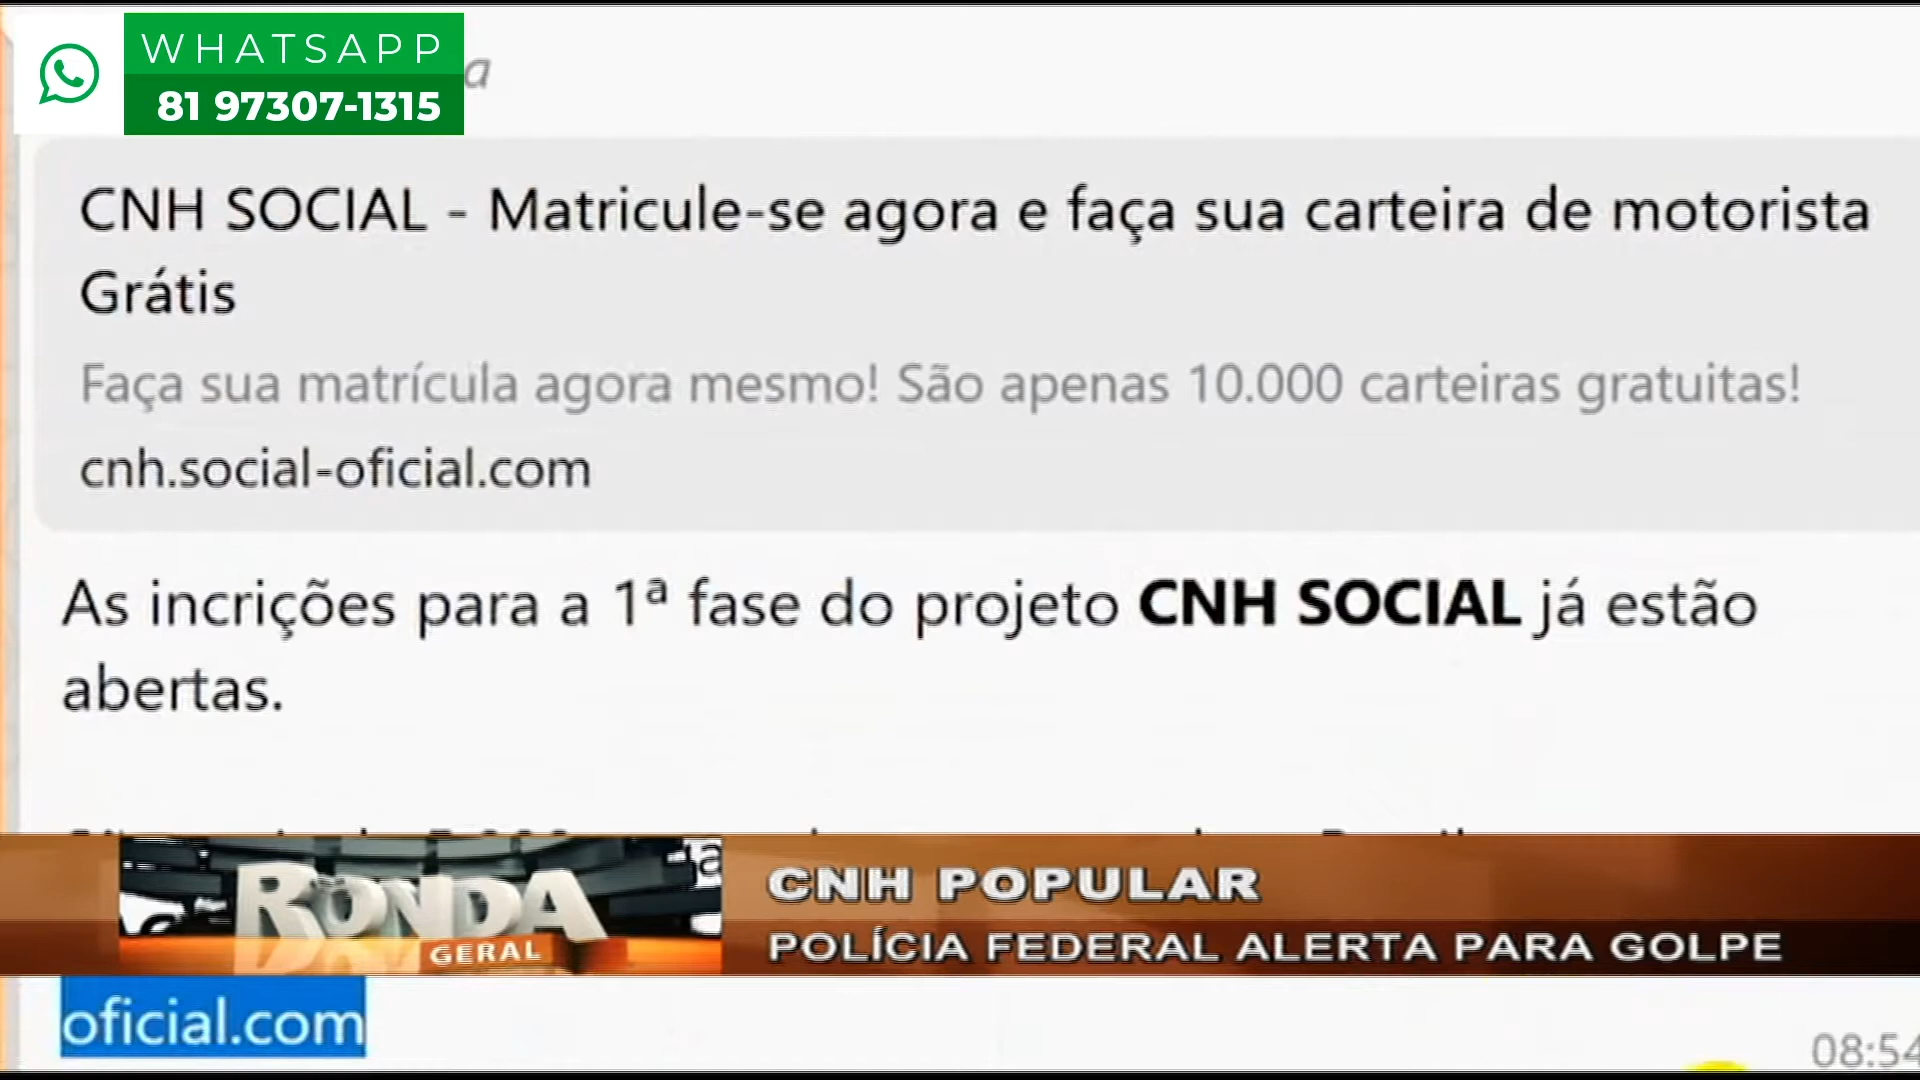 WHATSAPP
81 97307-1315
a
CNH SOCIAL - Matricule-se agora e faça sua carteira de motorista
Grátis
Faça sua matrícula agora mesmo! São apenas 10.000 carteiras gratuitas!
cnh.social-oficial.com
As incrições para a 1ª fase do projeto CNH SOCIAL já estão
abertas.
RONDA
GERAL
CNH POPULAR
POLÍCIA FEDERAL ALERTA PARA GOLPE
oficial.com
08:54